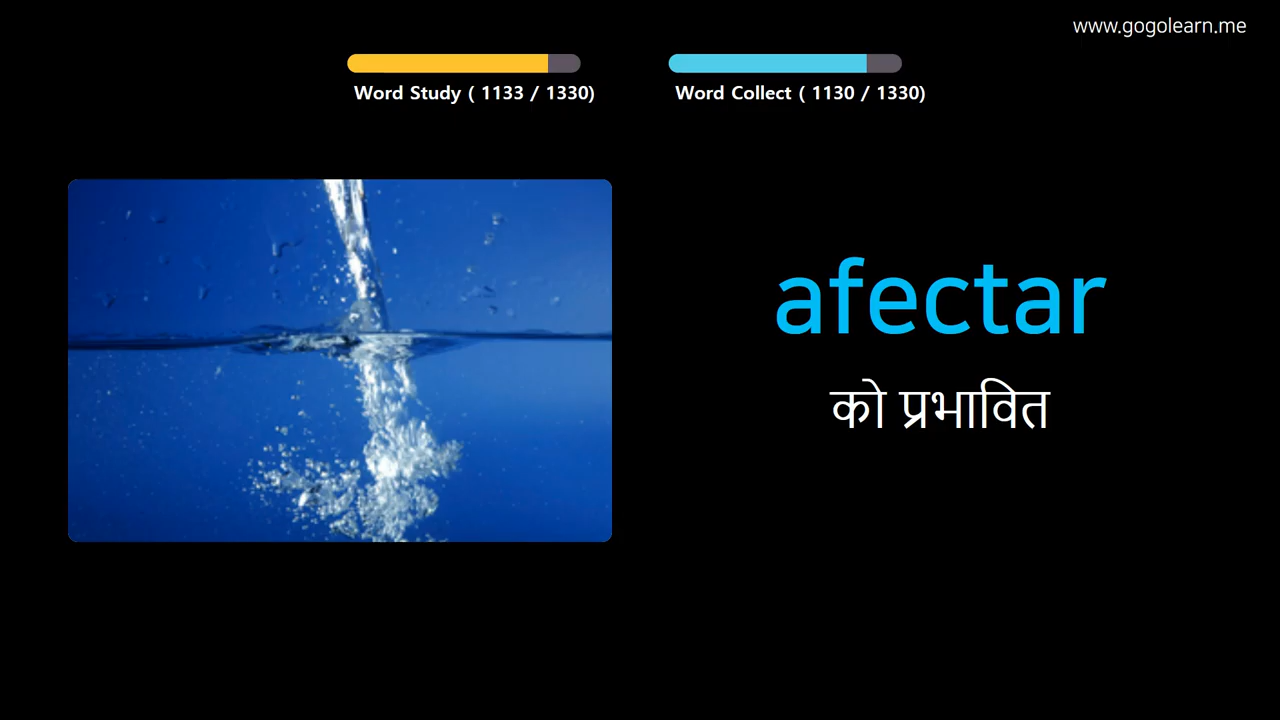 www.gogolearn.me
Word Study ( 1133 / 1330)
Word Collect ( 1130 / 1330)
afectar
को प्रभावित